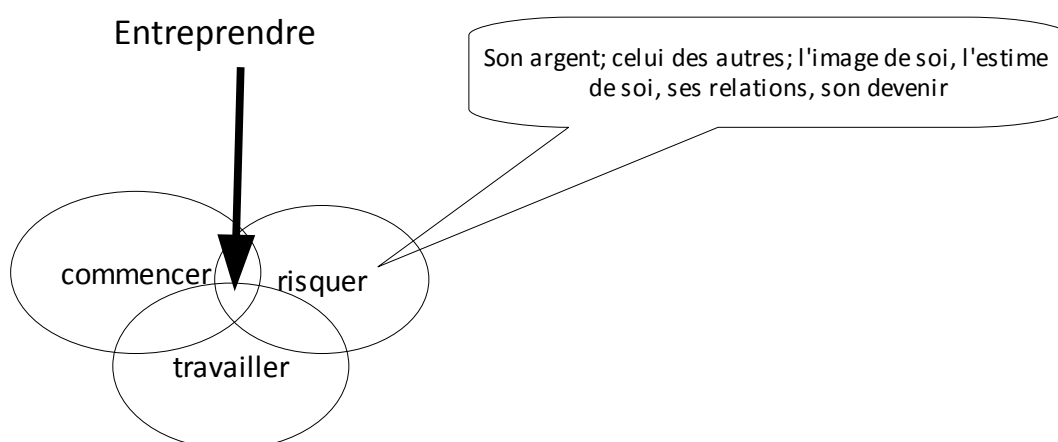 Entreprendre
Son argent; celui des autres; l'image de soi, l'estime
de soi, ses relations, son devenir
commencer
risquer
travailler